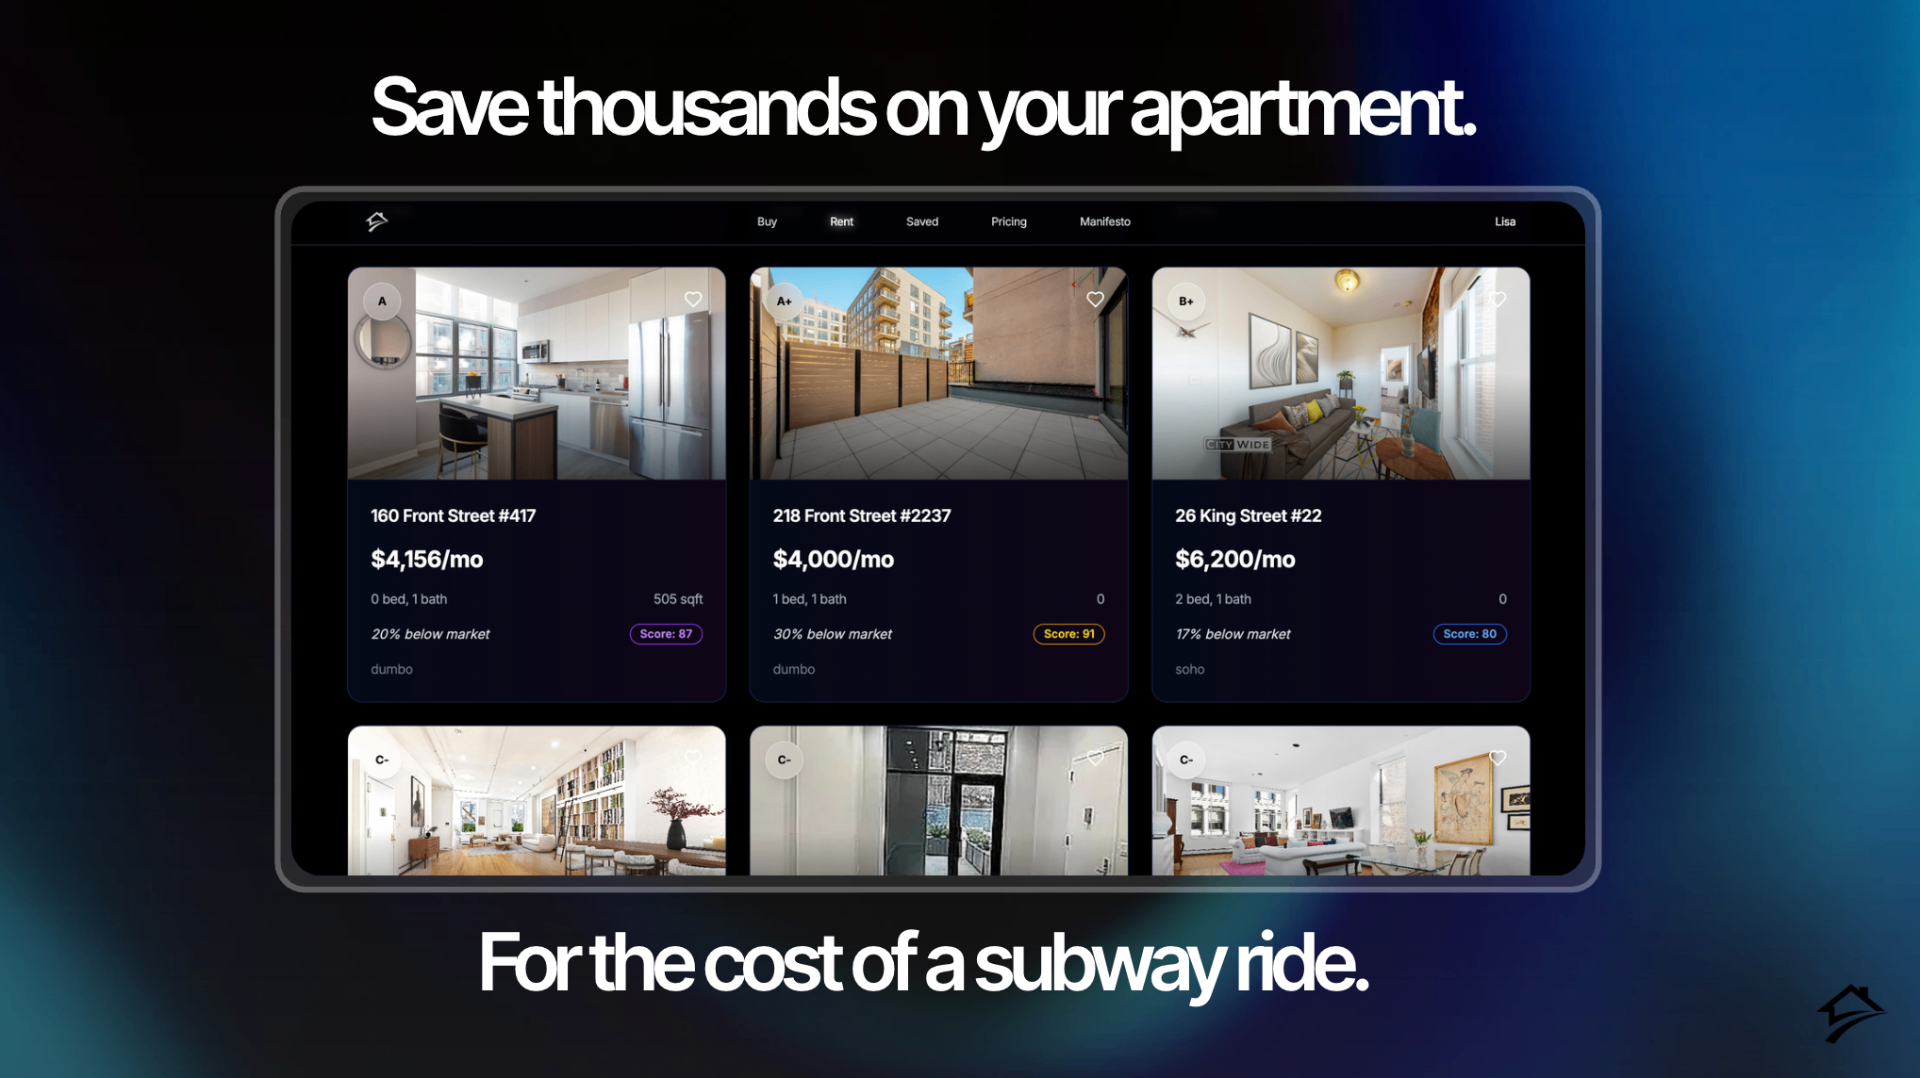 Save thousands on your apartment.
Buy Rent Saved Pricing Manifesto Lisa
A
A+
B+
CITY WIDE
160 Front Street #417
$4,156/mo
0 bed, 1 bath 505 sqft
20% below market Score: 87
dumbo
218 Front Street #2237
$4,000/mo
1 bed, 1 bath 0
30% below market Score: 91
dumbo
26 King Street #22
$6,200/mo
2 bed, 1 bath 0
17% below market Score: 80
soho
C-
C-
C-
For the cost of a subway ride.